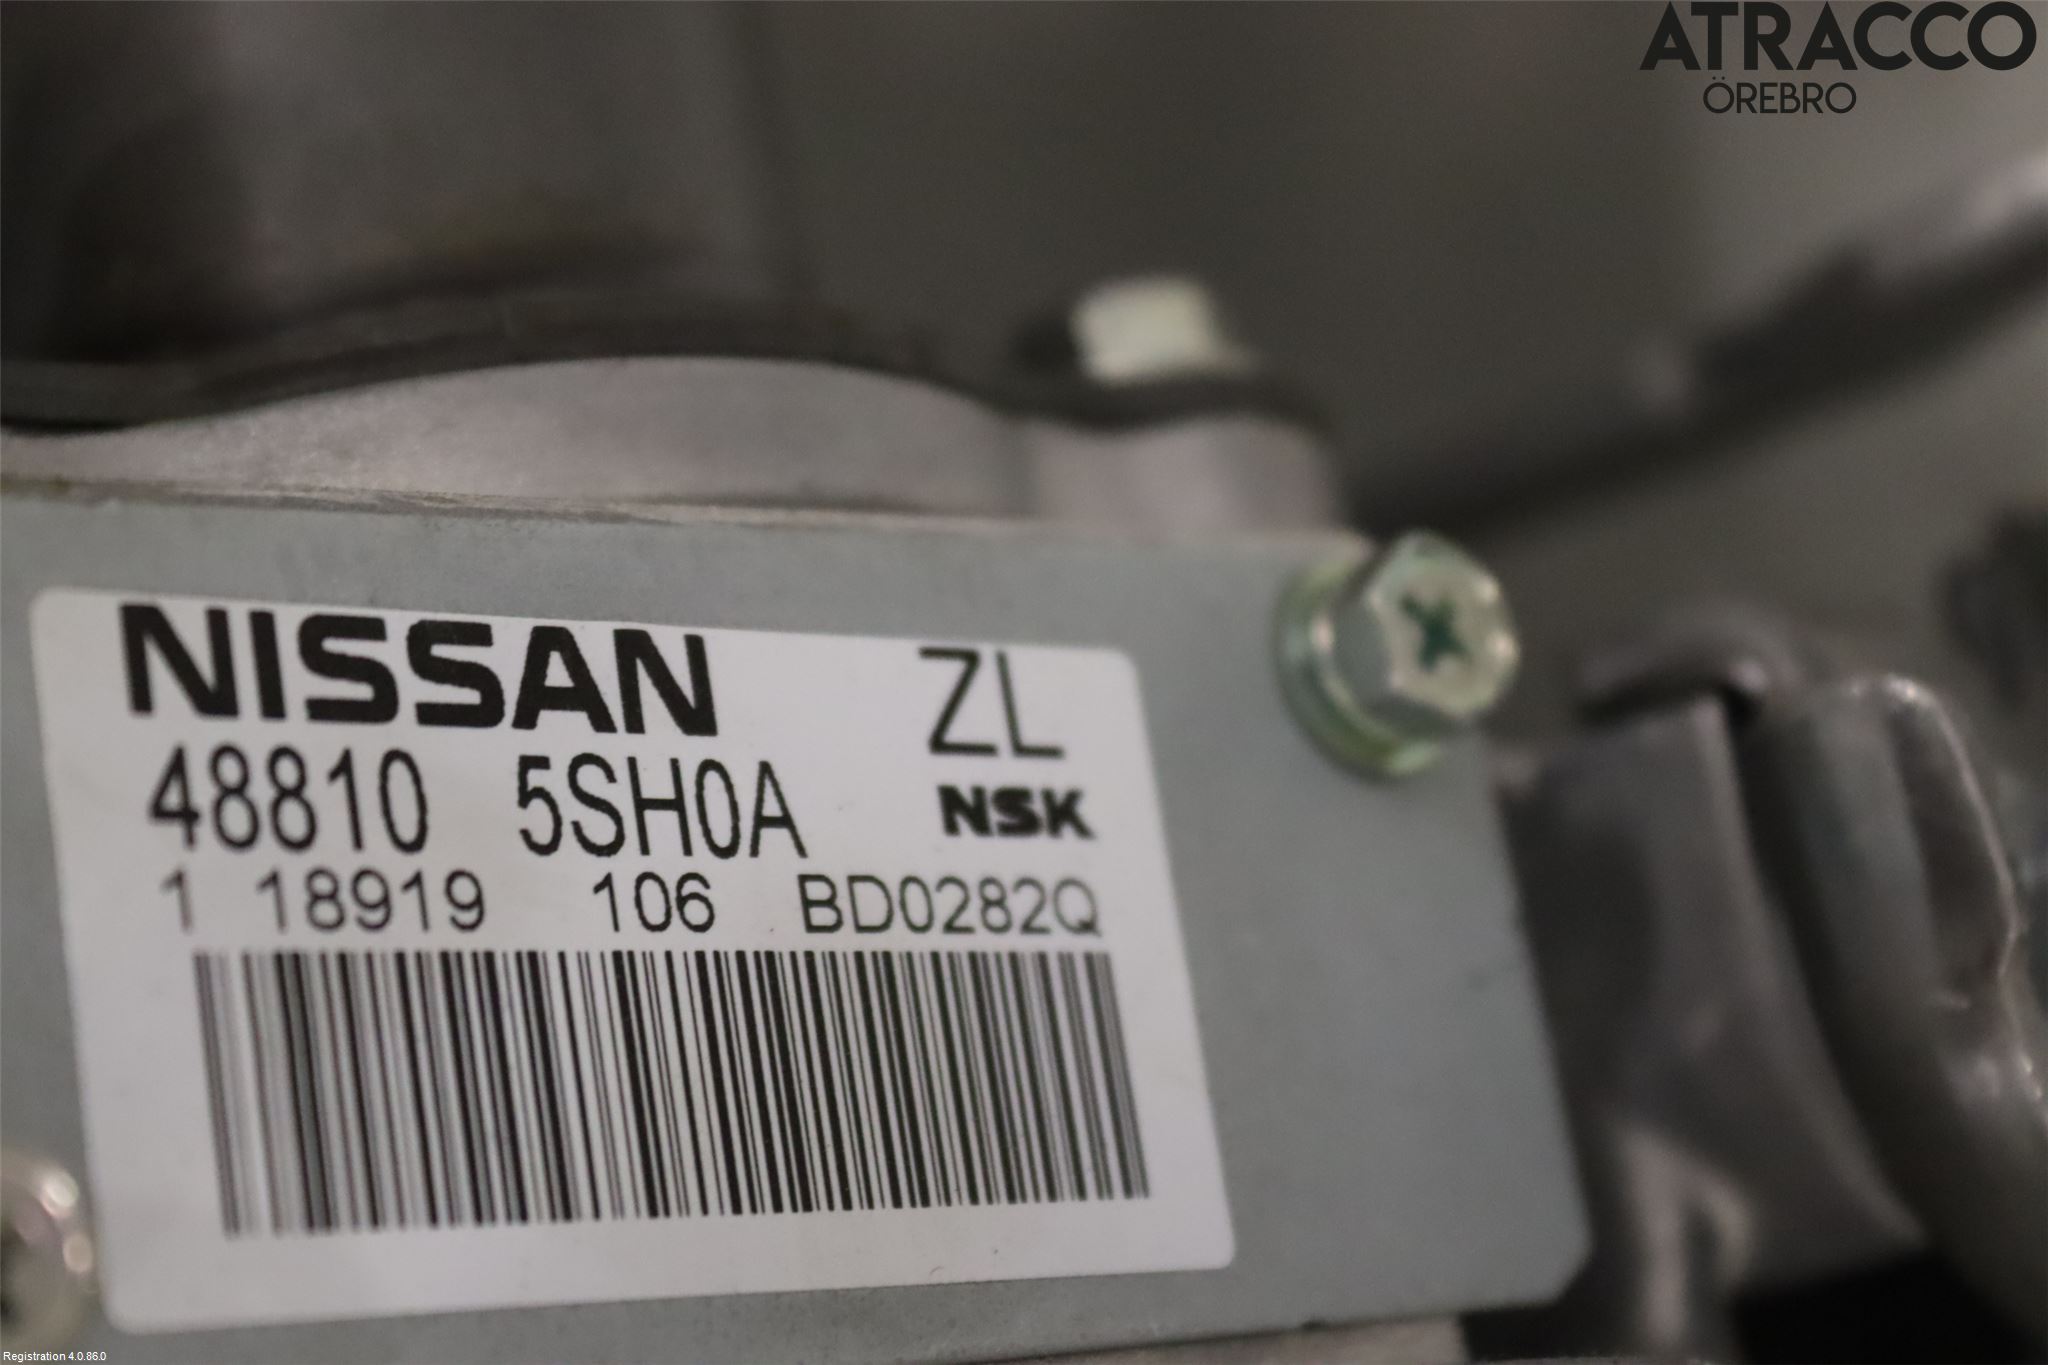 ATRACCO
ÖREBRO
NISSAN ZL
48810 5SH0A NSK
1 18919 106 BD0282Q
Registration 4.0.86.0